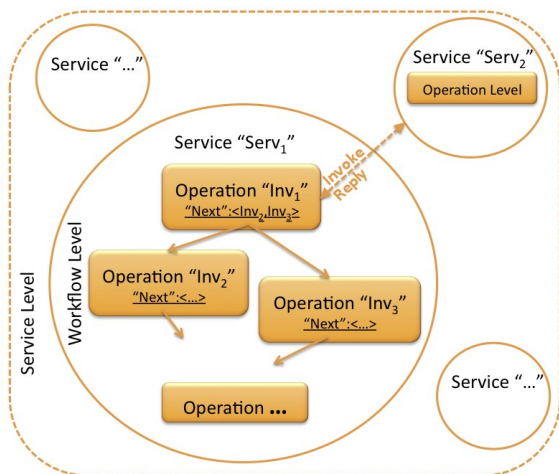 Service “...”
Service “Serv₂”
Operation Level
Service “Serv₁”
Invoke
Reply
Operation “Inv₁”
“Next”:<Inv₂,Inv₃>
Operation “Inv₂”
“Next”:<...>
Operation “Inv₃”
“Next”:<...>
Operation ...
Workflow Level
Service Level
Service “...”